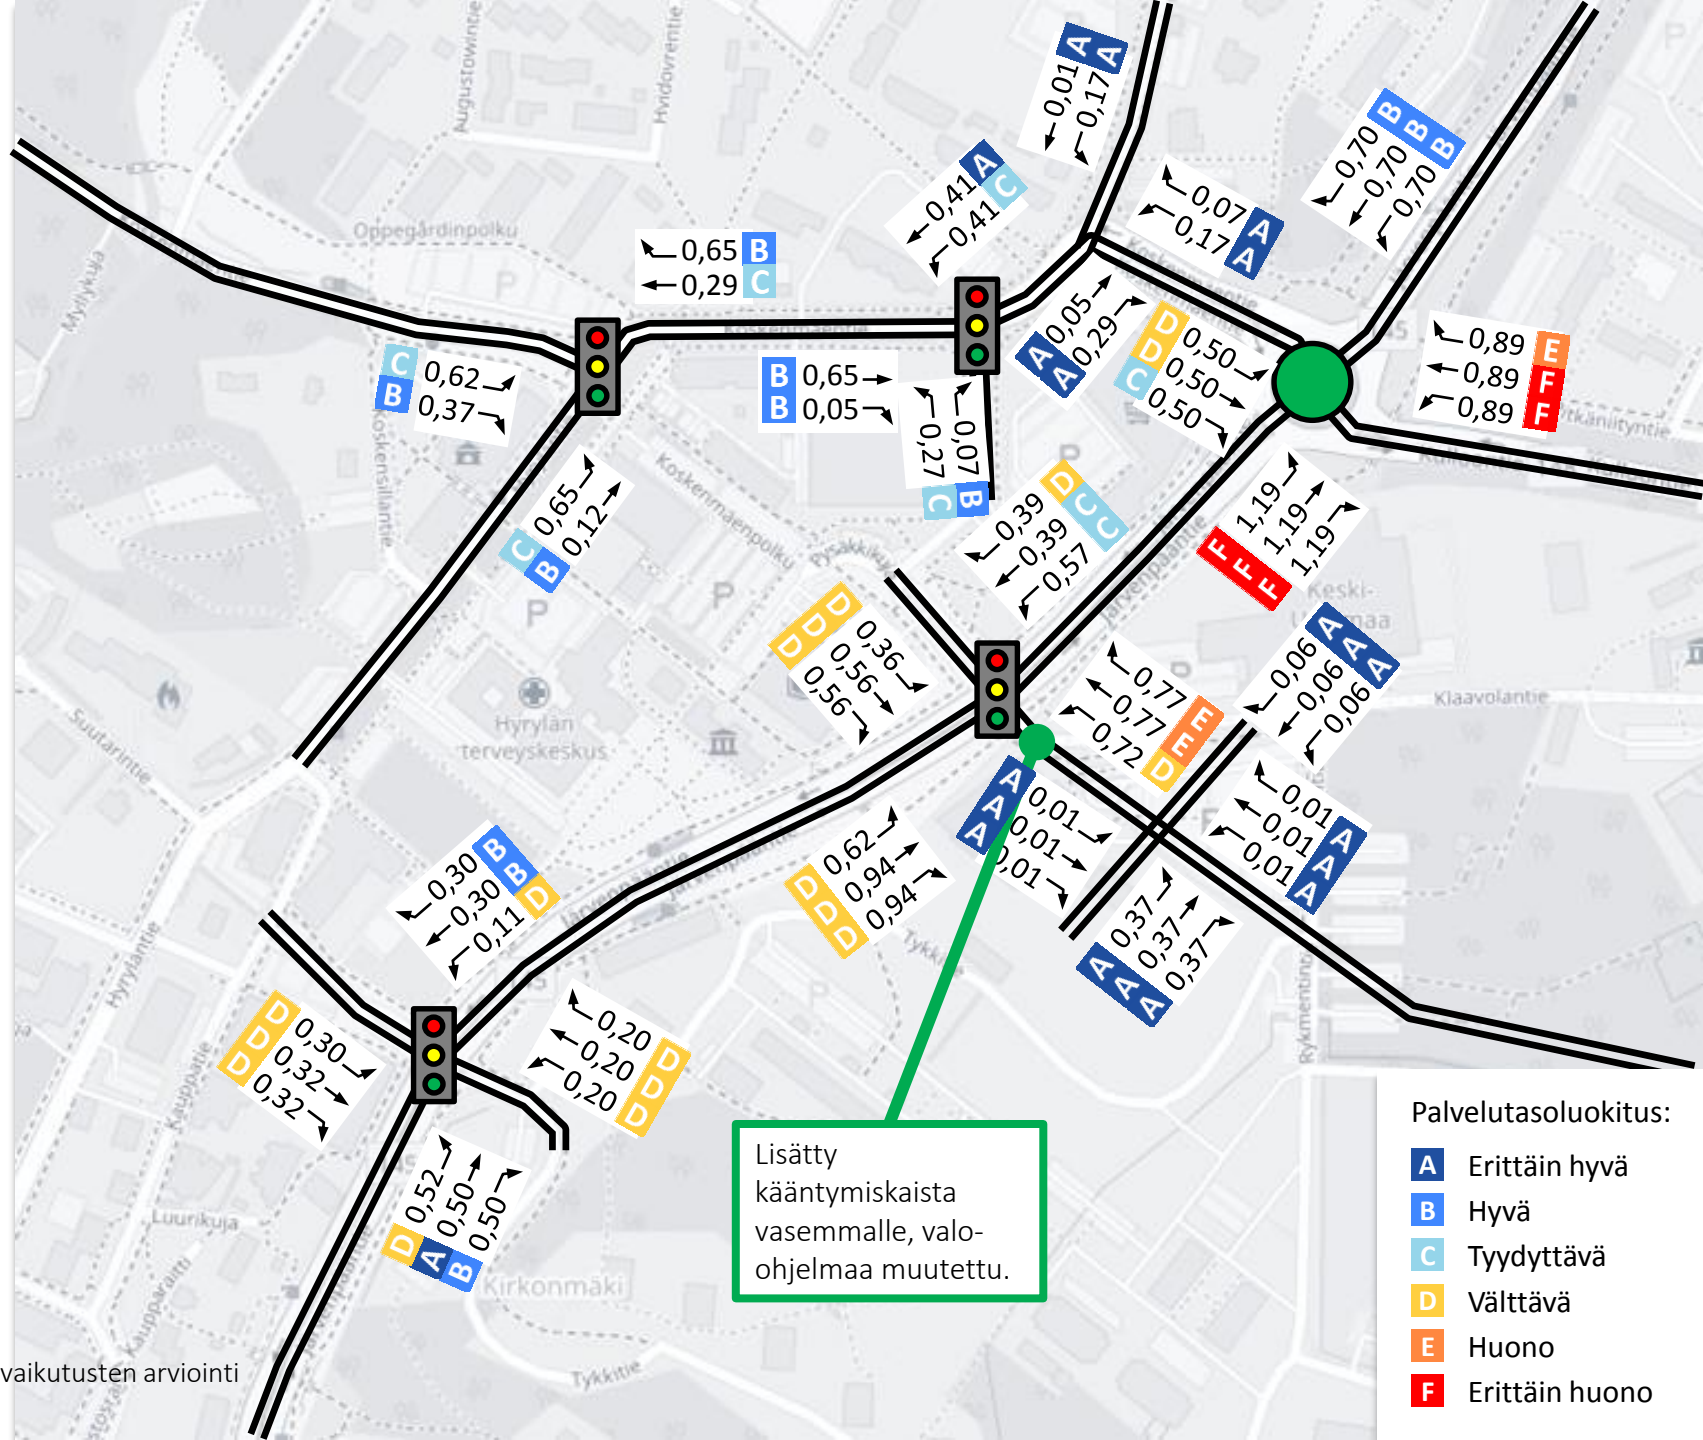 Augustowintie
Hvidovrentie
A
A
0,01
0,17
B
B
B
0,70
0,70
0,70
P
A
C
0,41
0,41
0,07 A
0,17 A
Oppegårdinpolku
Myllykuja
0,65 B
0,29 C
P
Koskenmäentie
A 0,05
A 0,29
D 0,50
D 0,50
C 0,50
0,89 E
0,89 F
0,89 F
C 0,62
B 0,37
B 0,65
B 0,05
0,27 C
0,07 B
Koskensillantie
P
Koskenmäenpolku
C 0,65
B 0,12
D
C
C
0,39
0,39
0,57
F 1,19
F 1,19
F 1,19
P
P
Keski-
A
A
A
0,06
0,06
0,06
D 0,36
D 0,56
D 0,56
0,77 E
0,77 E
0,72 D
P
Klaavolantie
Hyrylän
terveyskeskus
Suutarintie
A 0,01
A 0,01
A 0,01
0,01 A
0,01 A
0,01 A
B
B
D
0,30
0,30
0,11
D 0,62
D 0,94
D 0,94
A 0,37
A 0,37
A 0,37
Hyryläntie
P
D 0,30
D 0,32
D 0,32
0,20 D
0,20 D
0,20 D
Kauppatie
D 0,52
A 0,50
B 0,50
Luurikuja
Kirkonmäki
Tykkitie
Lisätty
kääntymiskaista
vasemmalle, valo-
ohjelmaa muutettu.
Palvelutasoluokitus:
A Erittäin hyvä
B Hyvä
C Tyydyttävä
D Välttävä
E Huono
F Erittäin huono
vaikutusten arviointi